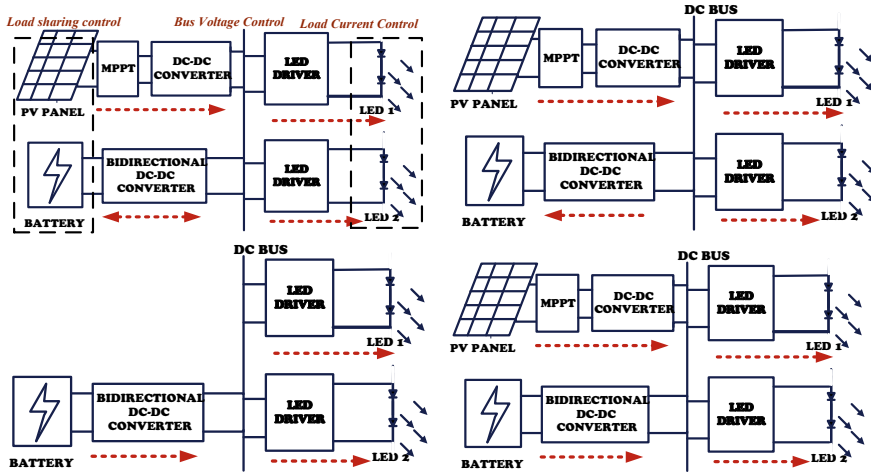 Load sharing control
Bus Voltage Control
Load Current Control
MPPT
DC-DC
CONVERTER
LED
DRIVER
PV PANEL
LED 1
BIDIRECTIONAL
DC-DC
CONVERTER
LED
DRIVER
BATTERY
LED 2
DC BUS
MPPT
DC-DC
CONVERTER
LED
DRIVER
PV PANEL
LED 1
BIDIRECTIONAL
DC-DC
CONVERTER
LED
DRIVER
BATTERY
LED 2
DC BUS
LED
DRIVER
LED 1
BIDIRECTIONAL
DC-DC
CONVERTER
LED
DRIVER
BATTERY
LED 2
DC BUS
MPPT
DC-DC
CONVERTER
LED
DRIVER
PV PANEL
LED 1
BIDIRECTIONAL
DC-DC
CONVERTER
LED
DRIVER
BATTERY
LED 2